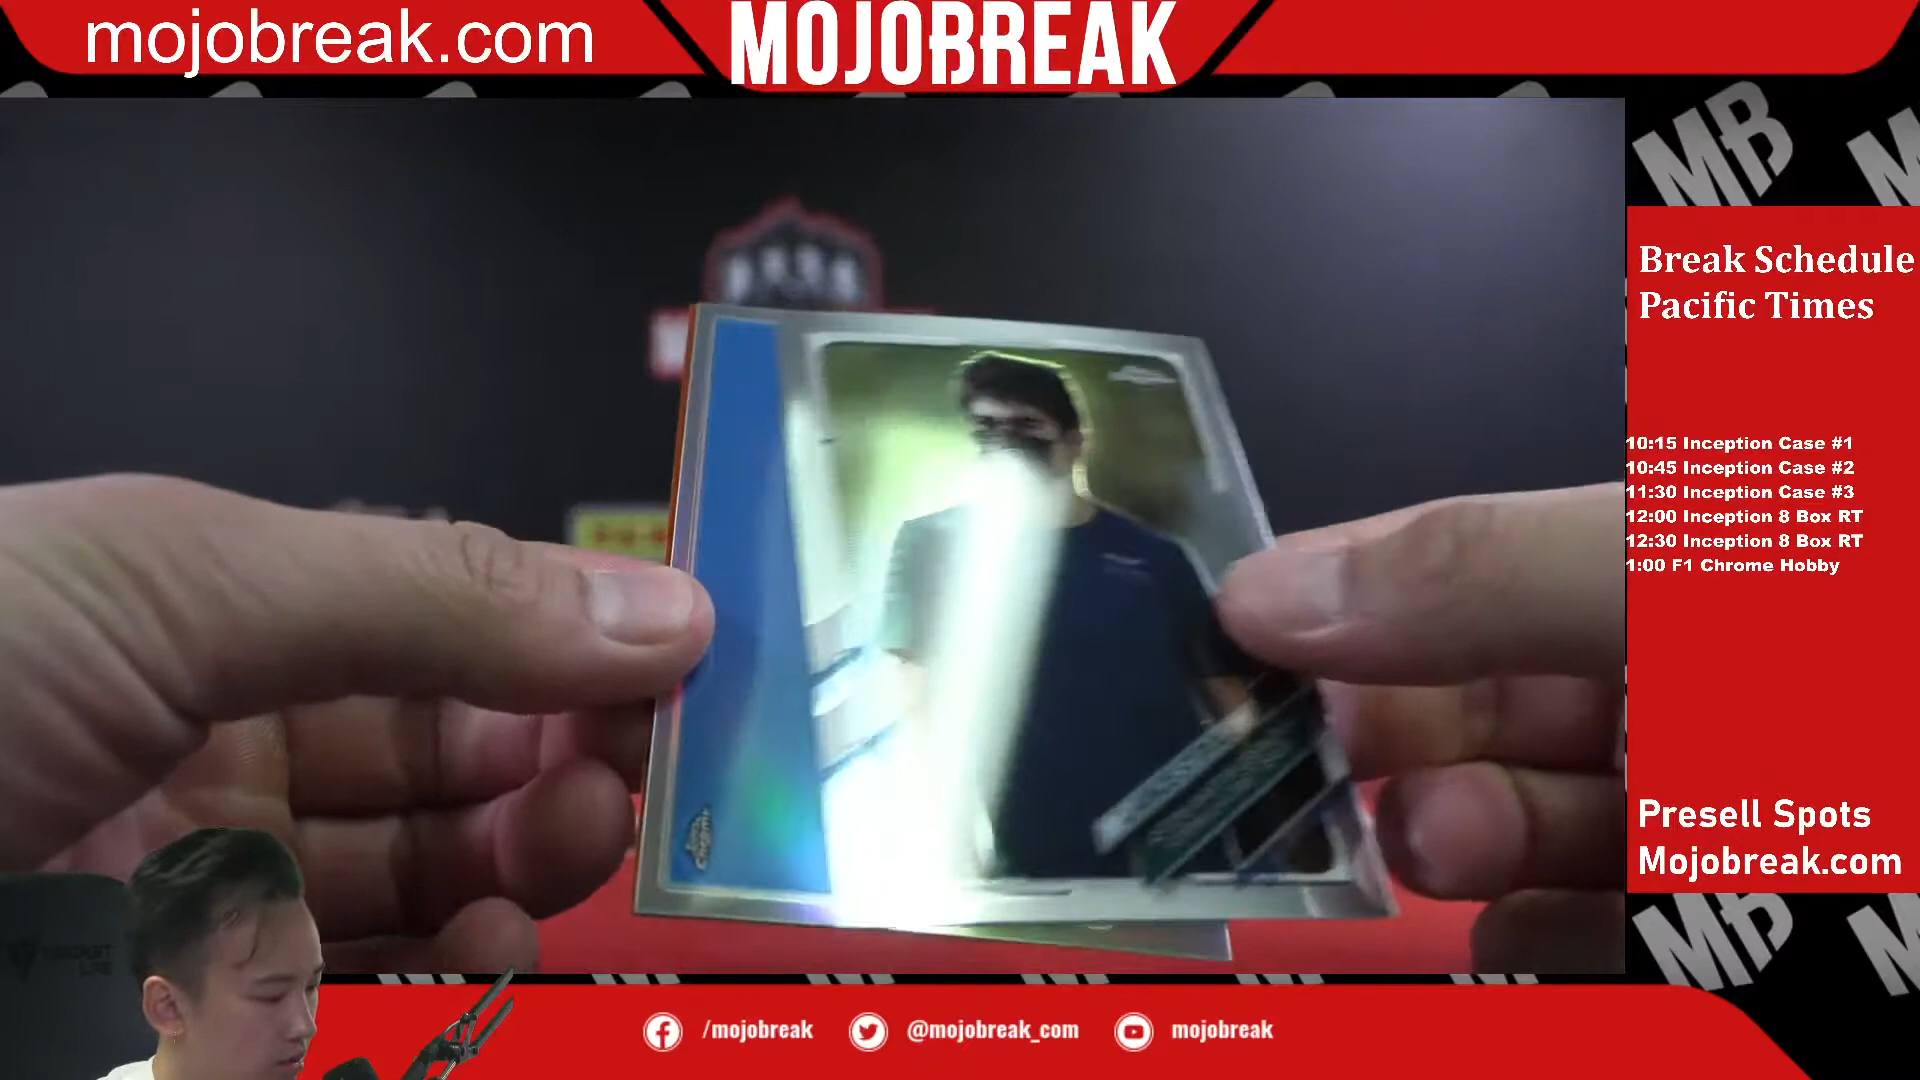 mojobreak.com
MOJOBREAK
MB
Break Schedule
Pacific Times
10:15 Inception Case #1
10:45 Inception Case #2
11:30 Inception Case #3
12:00 Inception 8 Box RT
12:30 Inception 8 Box RT
1:00 F1 Chrome Hobby
Presell Spots
Mojobreak.com
MB
/mojobreak
@mojobreak_com
mojobreak